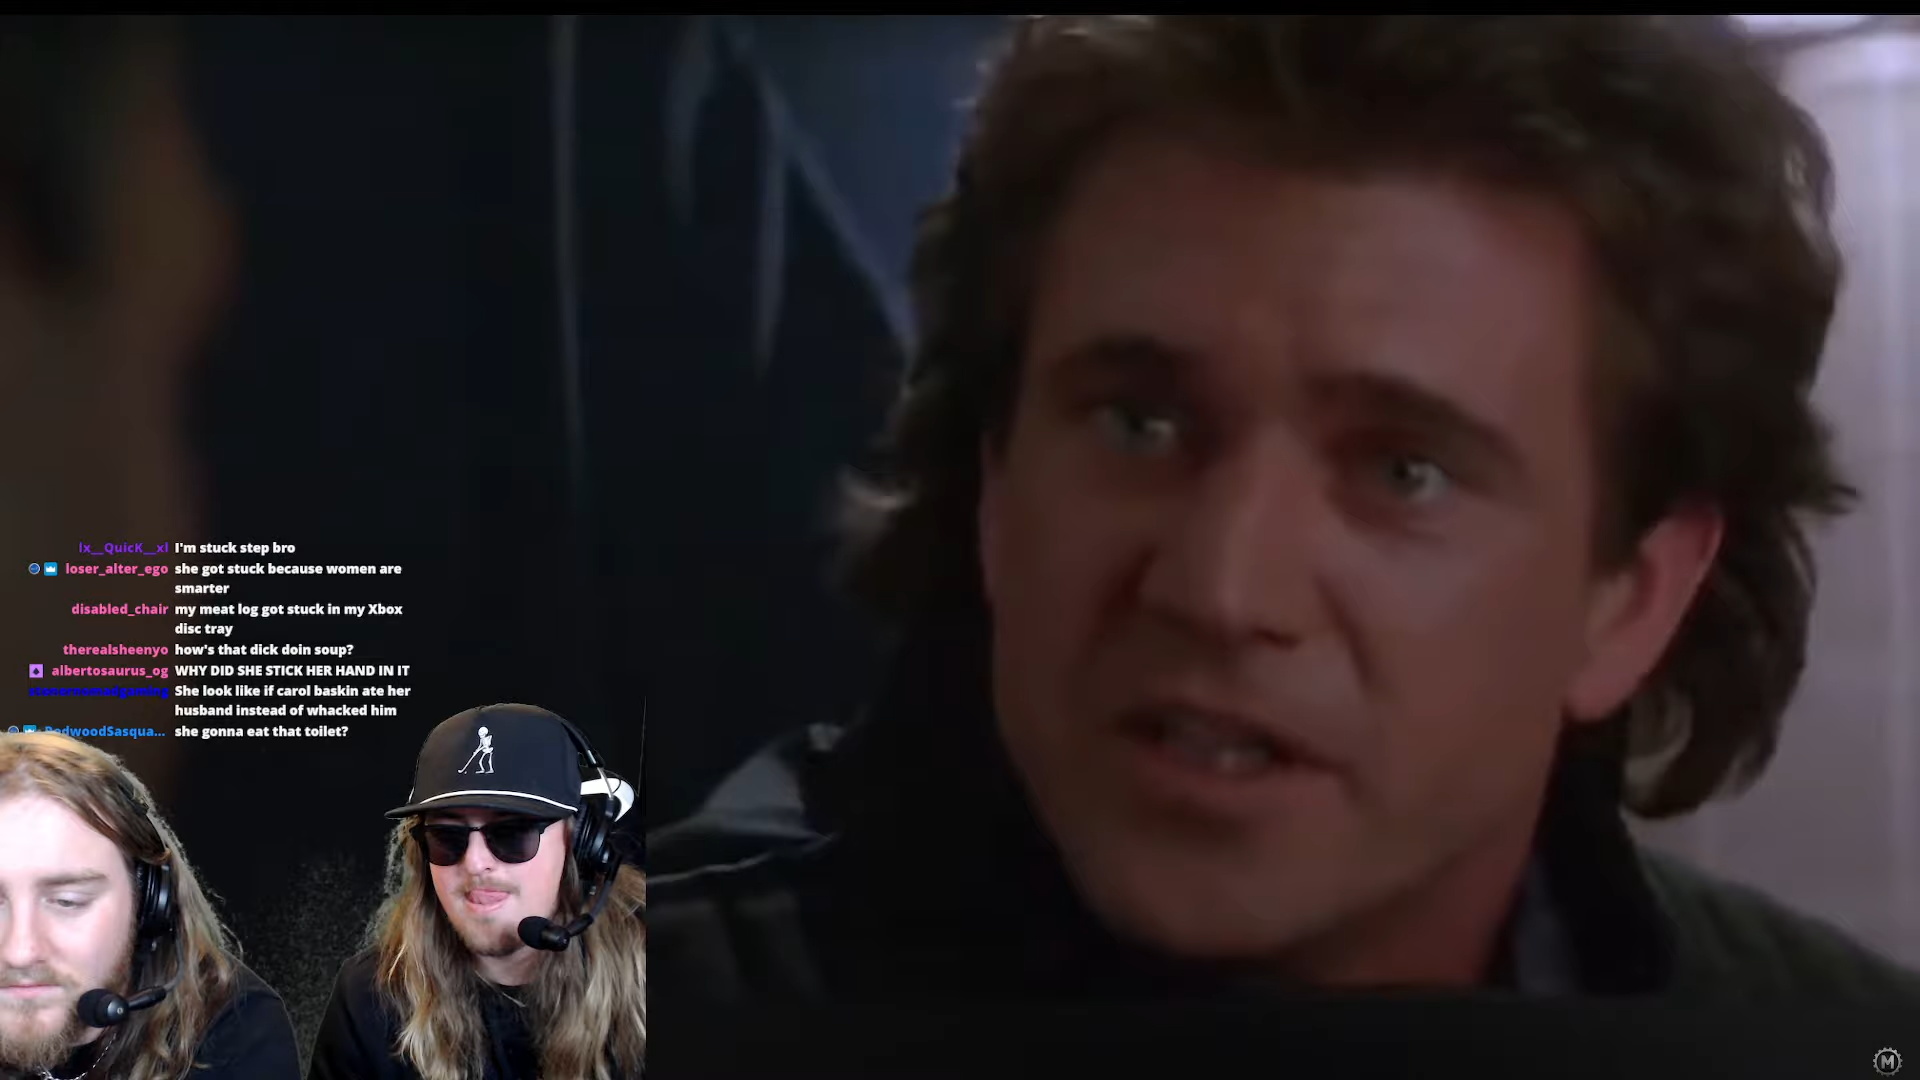 lx__QuicK__xl I'm stuck step bro
loser_alter_ego she got stuck because women are
smarter
disabled_chair my meat log got stuck in my Xbox
disc tray
therealsheenyo how's that dick doin soup?
albertosaurus_og WHY DID SHE STICK HER HAND IN IT
She look like if carol baskin ate her
husband instead of whacked him
RedwoodSasqua... she gonna eat that toilet?
M